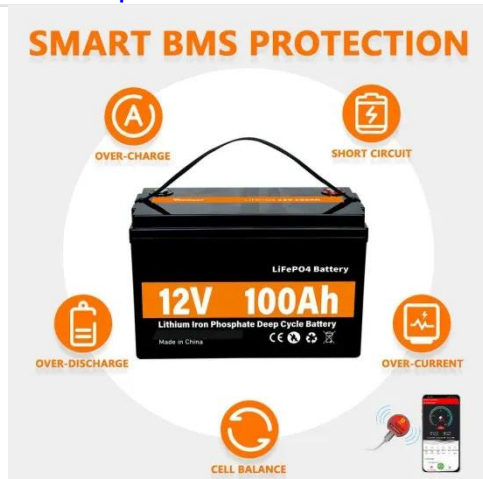 SMART BMS PROTECTION
OVER-CHARGE
SHORT CIRCUIT
LiFePO4 Battery
12V 100Ah
Lithium Iron Phosphate Deep Cycle Battery
Made in China
CE
OVER-DISCHARGE
OVER-CURRENT
CELL BALANCE